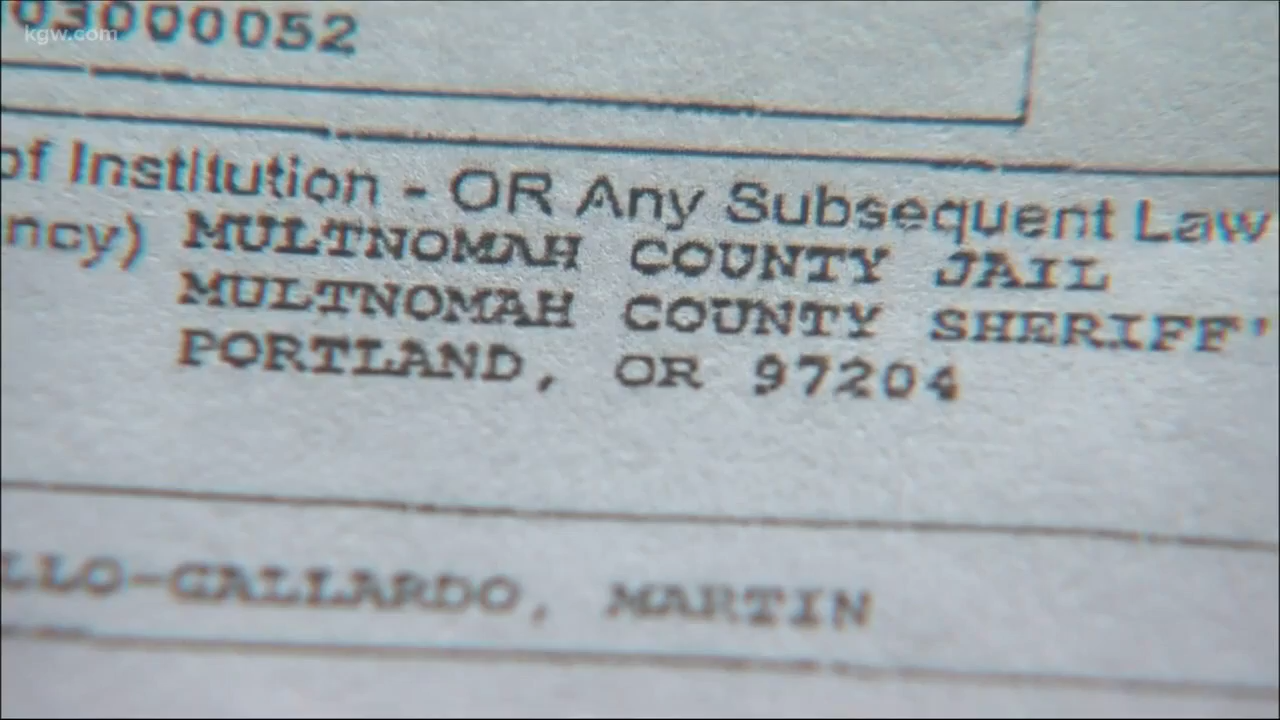 03000052
kgw.com
of Institution - OR Any Subsequent Law
ncy) MULTNOMAH COUNTY JAIL
MULTNOMAH COUNTY SHERIFF'
PORTLAND, OR 97204
LLO-GALLARDO, MARTIN